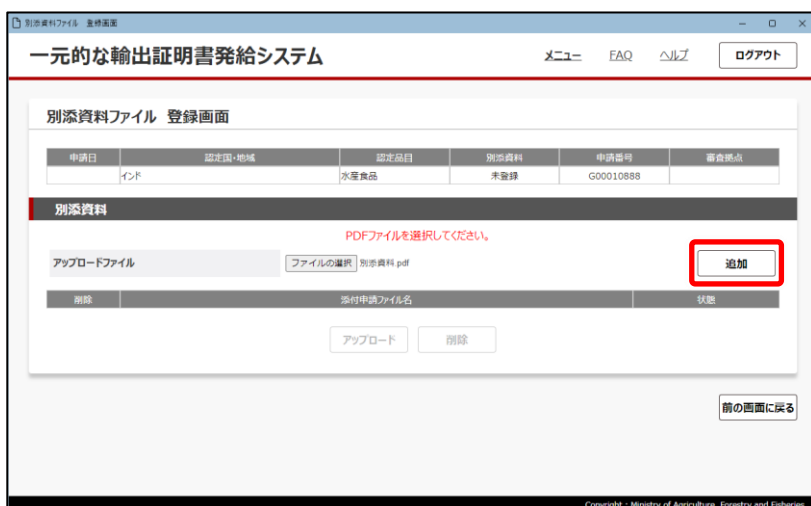 別添資料ファイル 登録画面
一元的な輸出証明書発給システム メニュー FAQ ヘルプ ログアウト
別添資料ファイル 登録画面
申請日 認定国・地域 認定品目 別添資料 申請番号 審査拠点
インド 水産食品 未登録 G00010888
別添資料
PDFファイルを選択してください。
アップロードファイル ファイルの選択 別添資料.pdf 追加
削除 添付申請ファイル名 状態
アップロード 削除
前の画面に戻る
Copyright : Ministry of Agriculture, Forestry and Fisheries